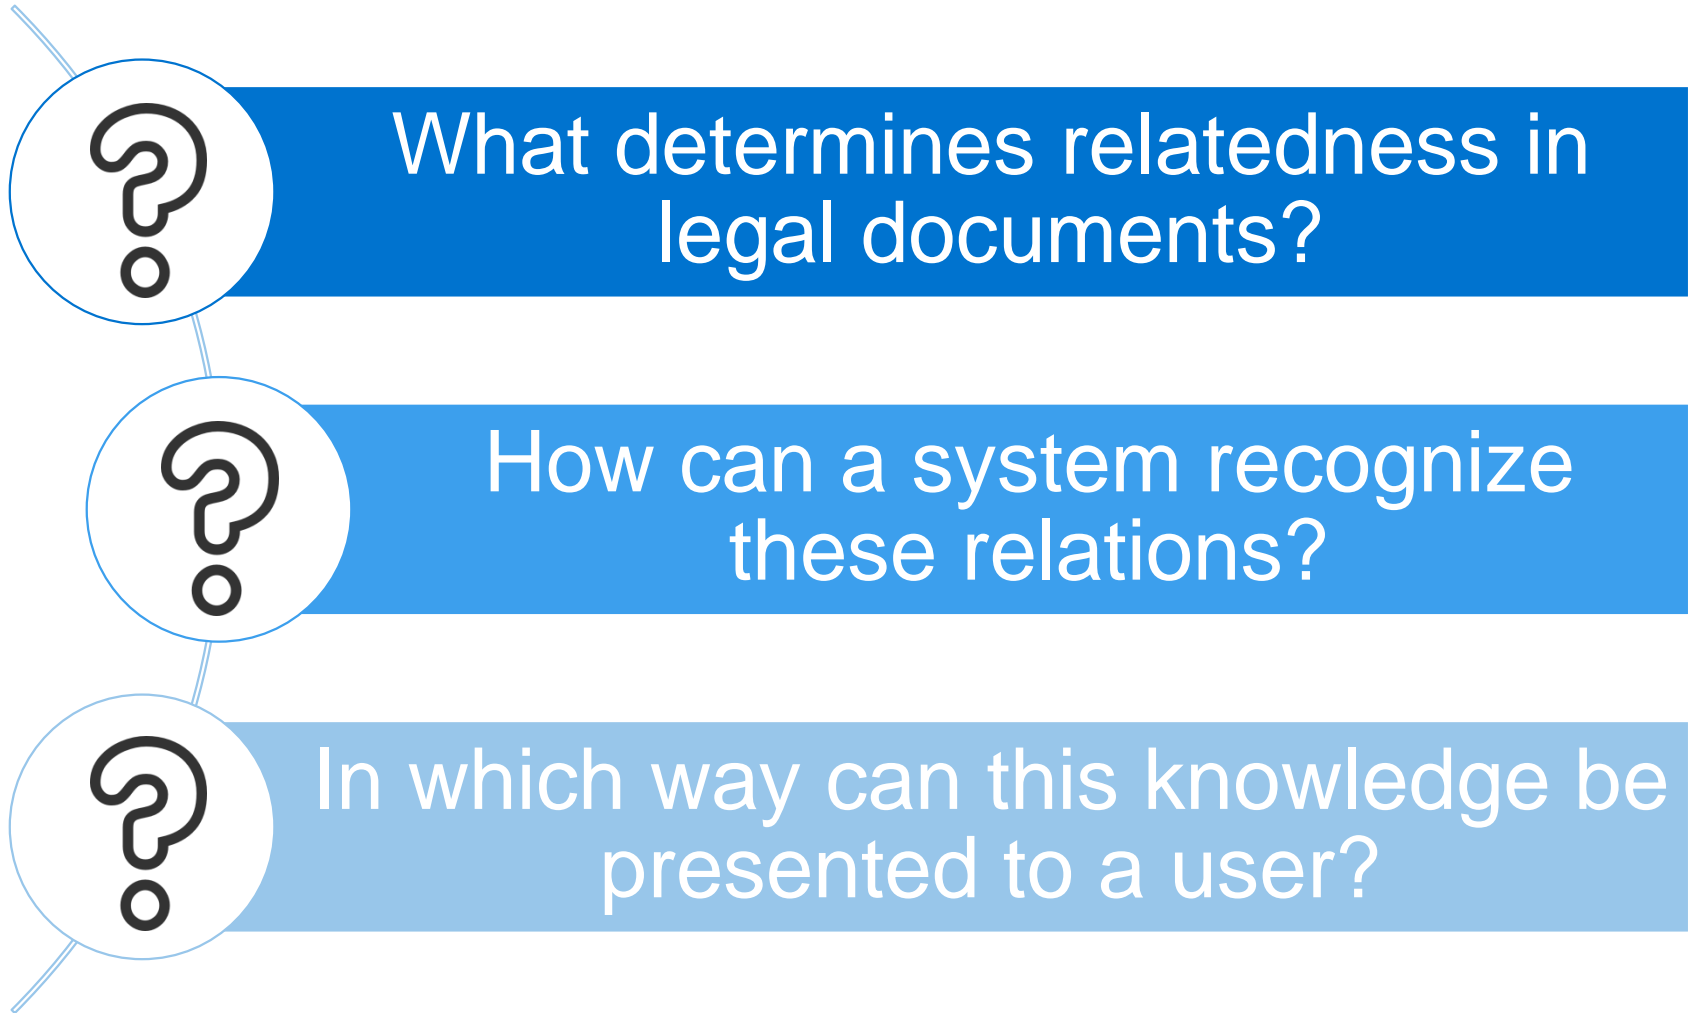 What determines relatedness in
legal documents?
How can a system recognize
these relations?
In which way can this knowledge be
presented to a user?